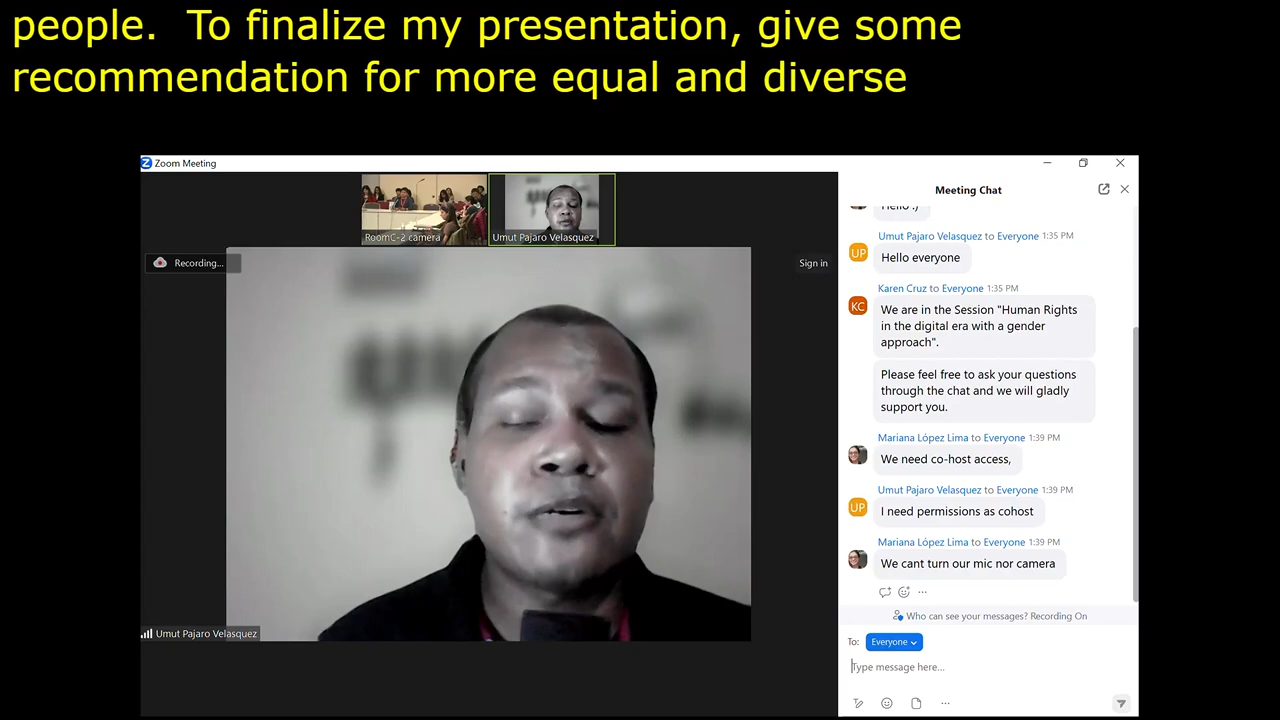 people.  To finalize my presentation, give some
recommendation for more equal and diverse
Zoom Meeting
RoomC-2 camera
Umut Pajaro Velasquez
Recording...
Sign in
Umut Pajaro Velasquez
Meeting Chat
Hello :)
Umut Pajaro Velasquez to Everyone 1:35 PM
UP
Hello everyone
Karen Cruz to Everyone 1:35 PM
KC
We are in the Session "Human Rights
in the digital era with a gender
approach".
Please feel free to ask your questions
through the chat and we will gladly
support you.
Mariana López Lima to Everyone 1:39 PM
We need co-host access,
Umut Pajaro Velasquez to Everyone 1:39 PM
UP
I need permissions as cohost
Mariana López Lima to Everyone 1:39 PM
We cant turn our mic nor camera
Who can see your messages? Recording On
To: Everyone
Type message here...